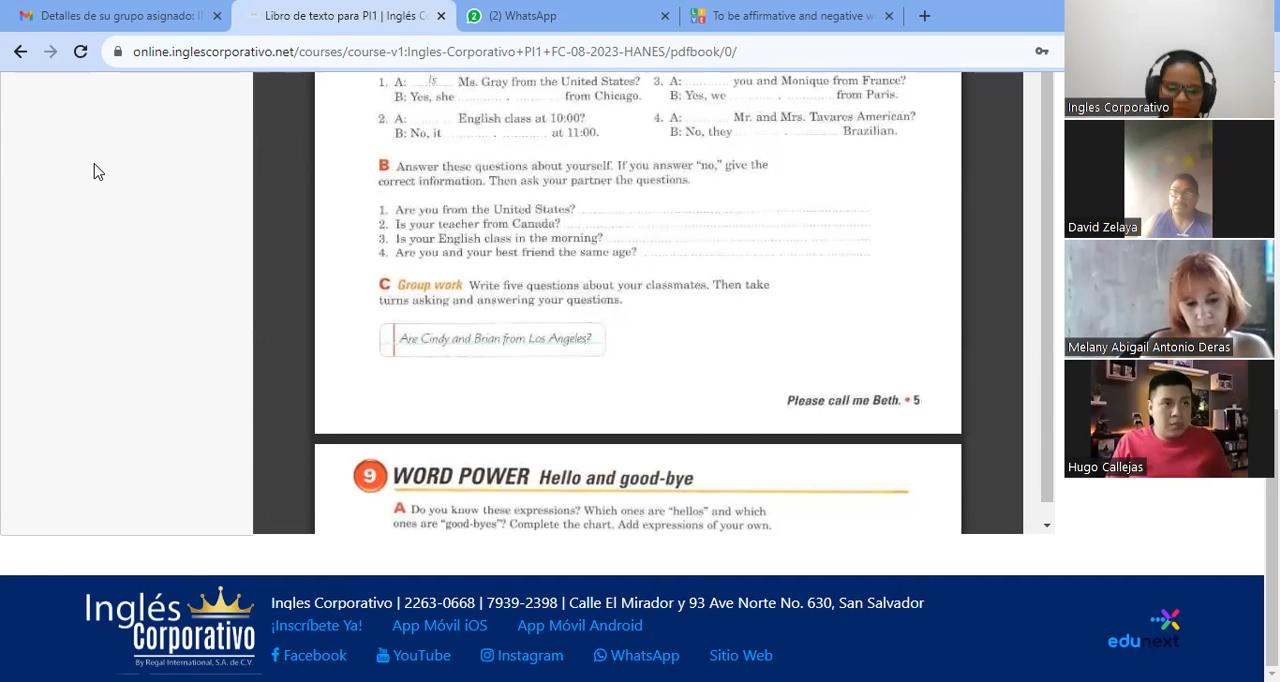 Detalles de su grupo asignado: I
Libro de texto para PI1 | Inglés C
(2) WhatsApp
To be affirmative and negative w
online.inglescorporativo.net/courses/course-v1:Ingles-Corporativo+PI1+FC-08-2023-HANES/pdfbook/0/
1. A: Is Ms. Gray from the United States?
B: Yes, she ............ . ............ from Chicago.
2. A: ............ English class at 10:00?
B: No, it ............ . ............ at 11:00.
3. A: ............ you and Monique from France?
B: Yes, we ............ . ............ from Paris.
4. A: ............ Mr. and Mrs. Tavares American?
B: No, they ............ . ............ Brazilian.
B Answer these questions about yourself. If you answer “no,” give the
correct information. Then ask your partner the questions.
1. Are you from the United States?
2. Is your teacher from Canada?
3. Is your English class in the morning?
4. Are you and your best friend the same age?
C Group work Write five questions about your classmates. Then take
turns asking and answering your questions.
Are Cindy and Brian from Los Angeles?
Please call me Beth. • 5
9 WORD POWER Hello and good-bye
A Do you know these expressions? Which ones are “hellos” and which
ones are “good-byes”? Complete the chart. Add expressions of your own.
Ingles Corporativo
David Zelaya
Melany Abigail Antonio Deras
Hugo Callejas
Inglés
Corporativo
By Regal International, S.A. de C.V.
Ingles Corporativo | 2263-0668 | 7939-2398 | Calle El Mirador y 93 Ave Norte No. 630, San Salvador
¡Inscríbete Ya! App Móvil iOS App Móvil Android
Facebook YouTube Instagram WhatsApp Sitio Web
edunext